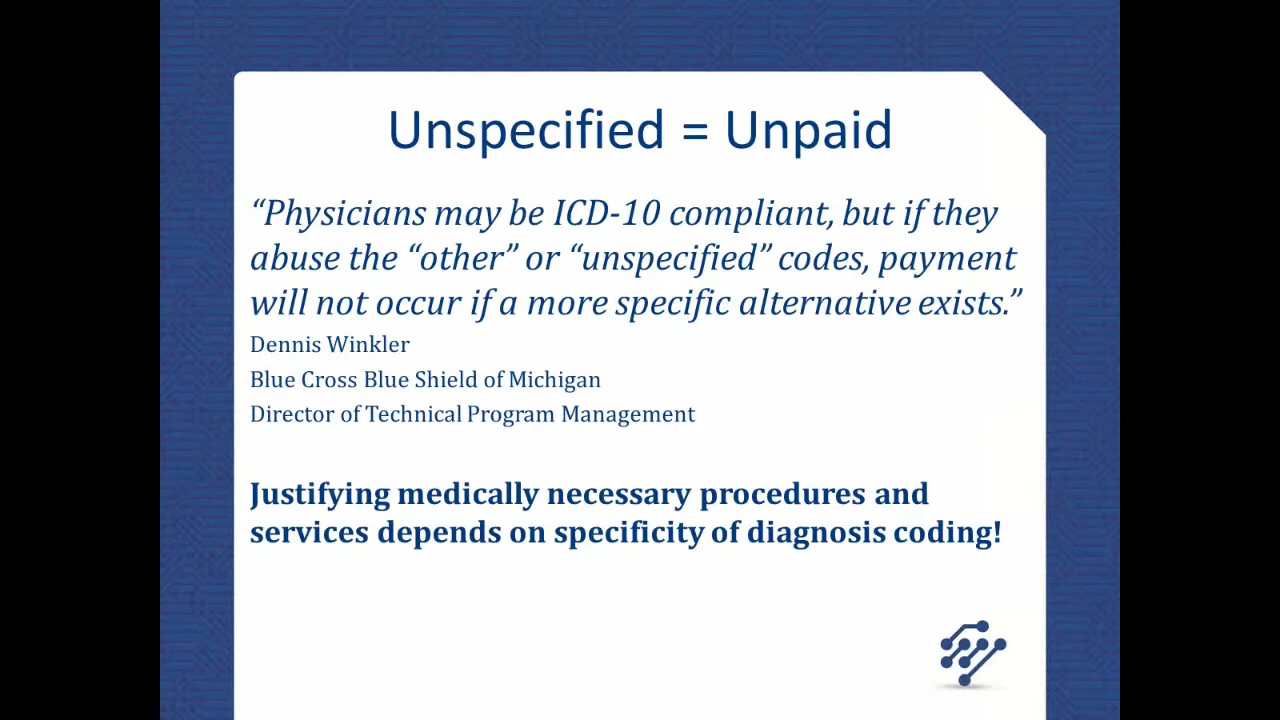 Unspecified = Unpaid
“Physicians may be ICD-10 compliant, but if they
abuse the “other” or “unspecified” codes, payment
will not occur if a more specific alternative exists.”
Dennis Winkler
Blue Cross Blue Shield of Michigan
Director of Technical Program Management
Justifying medically necessary procedures and
services depends on specificity of diagnosis coding!